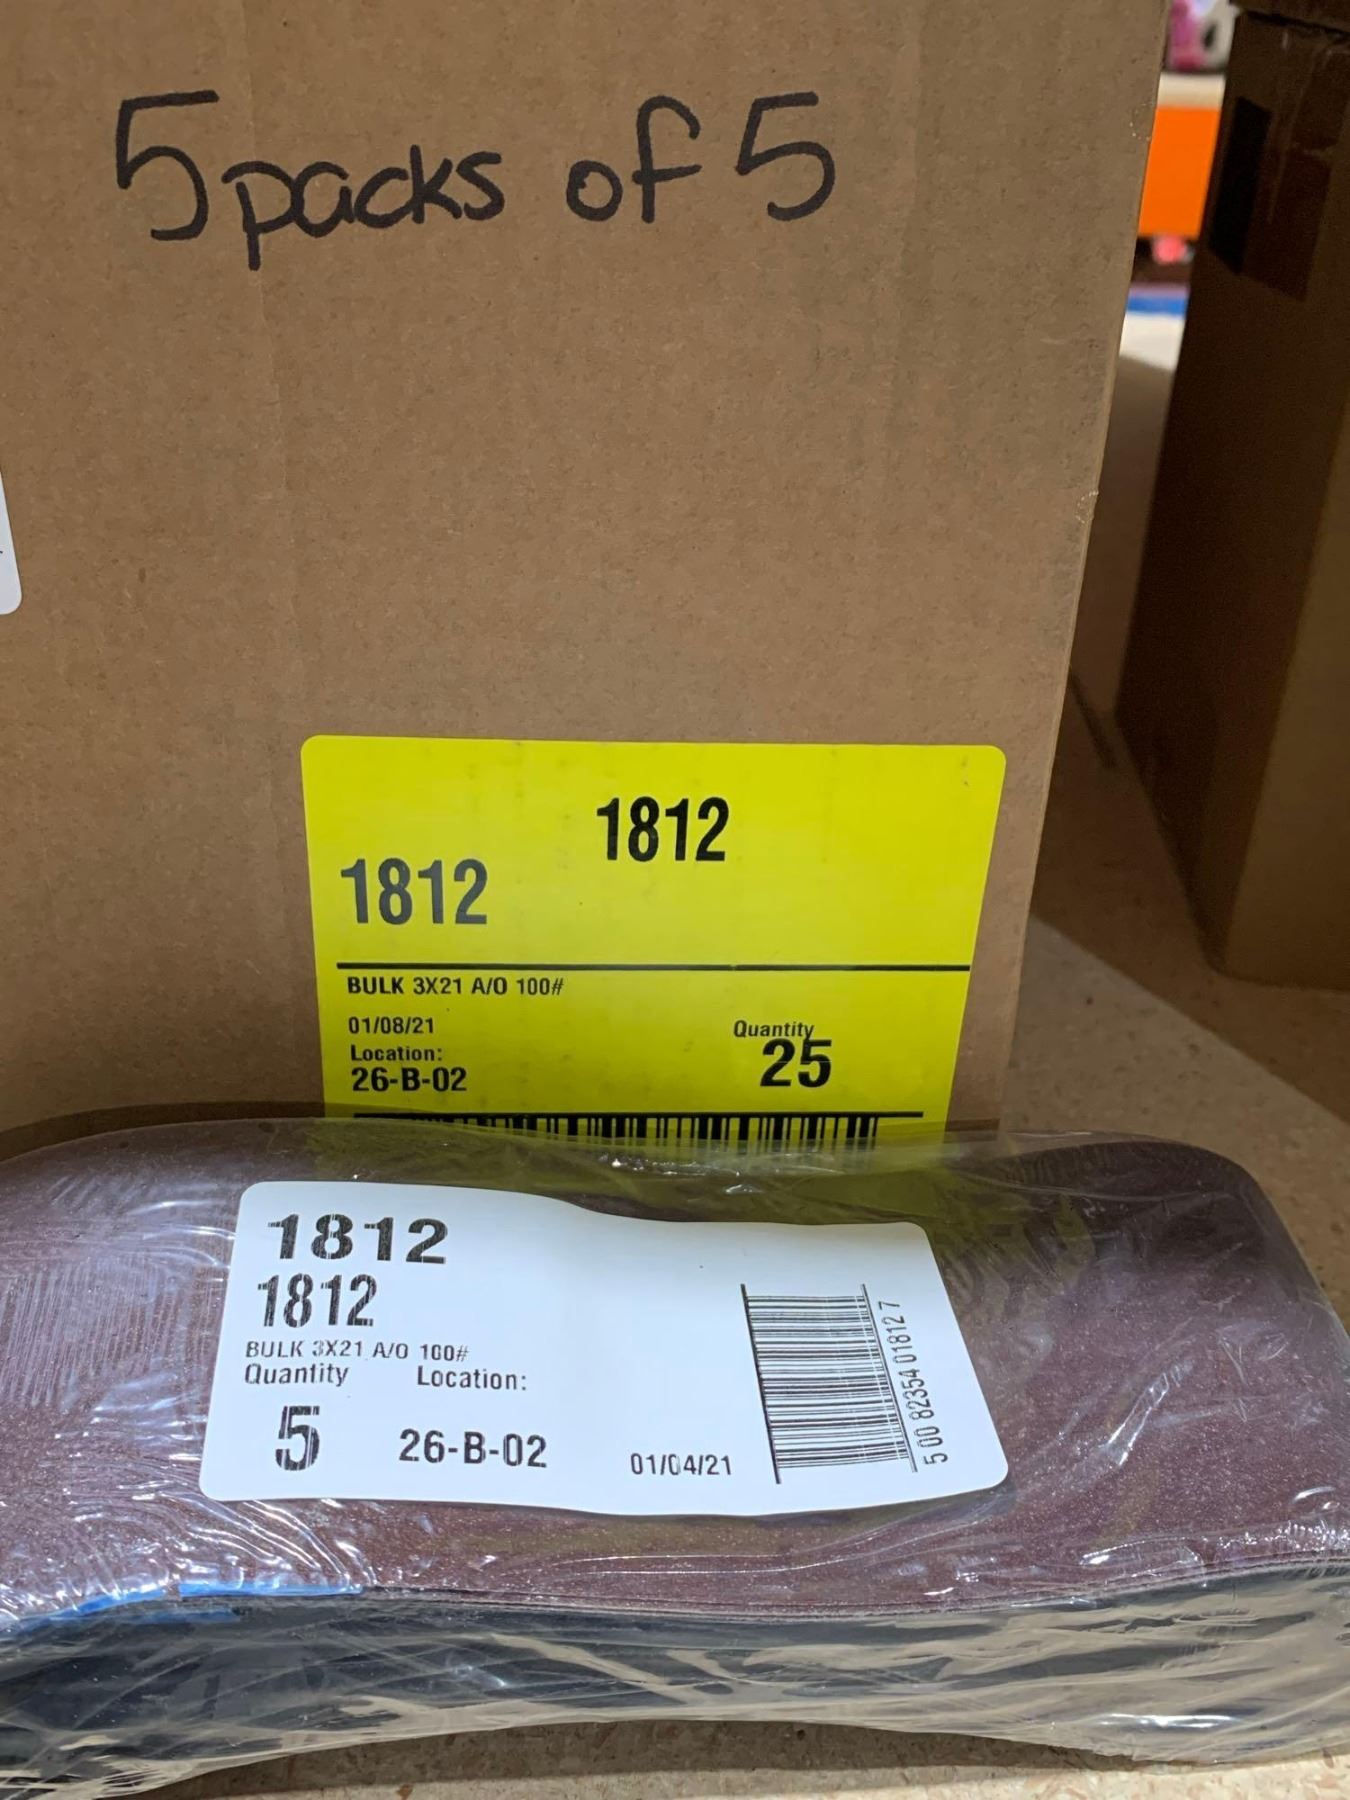 5 packs of 5
1812
1812
BULK 3X21 A/O 100#
01/08/21
Quantity
Location:
25
26-B-02
1812
1812
BULK 3X21 A/O 100#
Quantity Location:
5 26-B-02 01/04/21
5 00 82354 01812 7